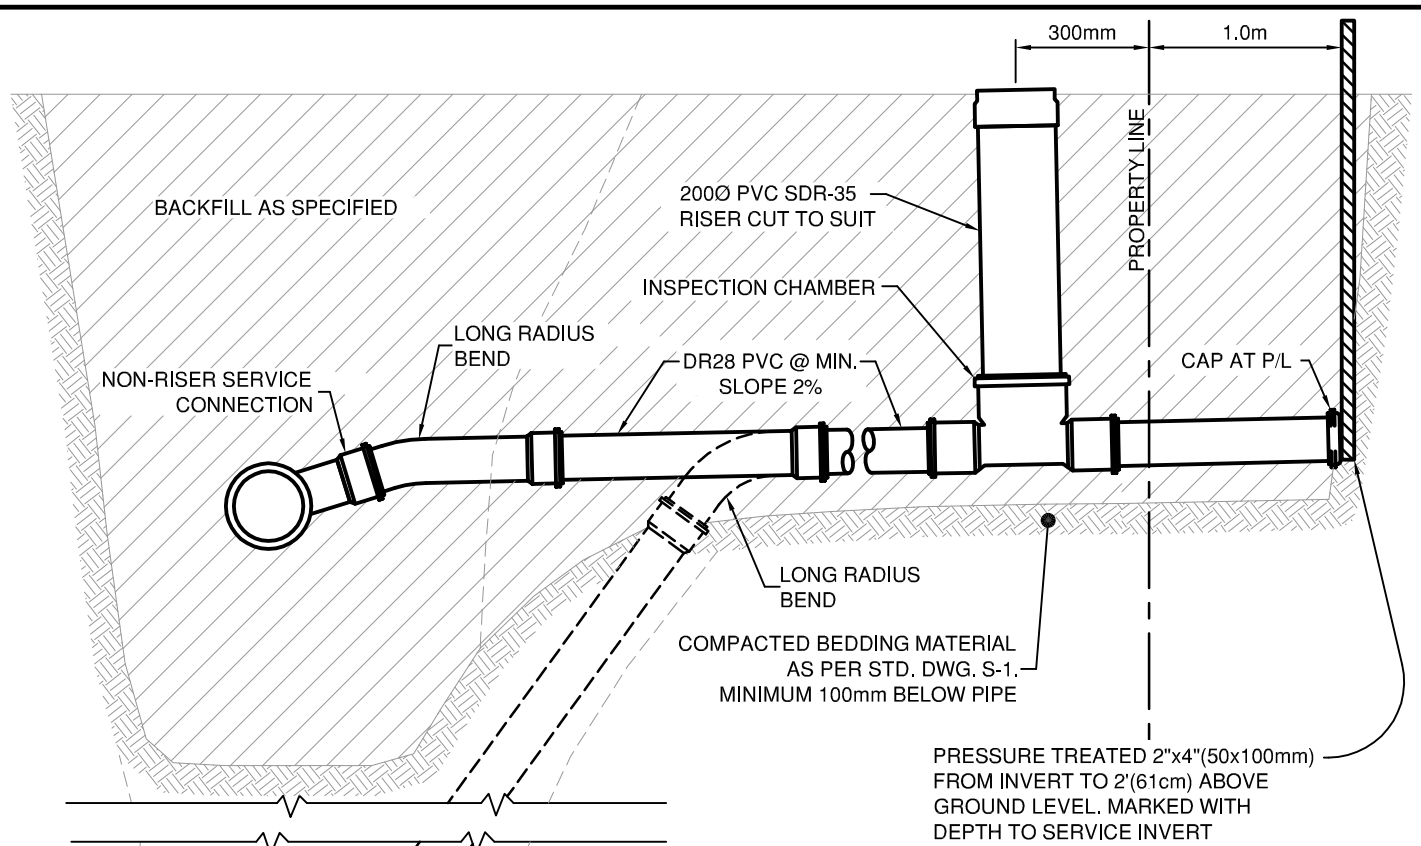 300mm
1.0m
PROPERTY LINE
200Ø PVC SDR-35
RISER CUT TO SUIT
BACKFILL AS SPECIFIED
INSPECTION CHAMBER
LONG RADIUS
BEND
DR28 PVC @ MIN.
SLOPE 2%
CAP AT P/L
NON-RISER SERVICE
CONNECTION
LONG RADIUS
BEND
COMPACTED BEDDING MATERIAL
AS PER STD. DWG. S-1.
MINIMUM 100mm BELOW PIPE
PRESSURE TREATED 2"x4"(50x100mm)
FROM INVERT TO 2'(61cm) ABOVE
GROUND LEVEL. MARKED WITH
DEPTH TO SERVICE INVERT